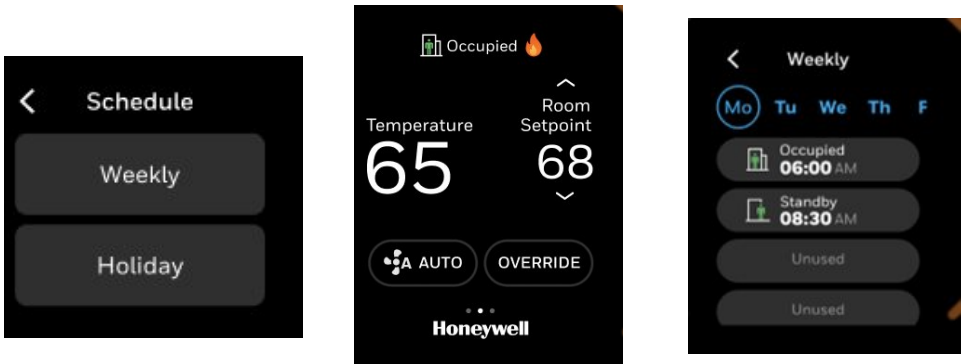 Schedule
Weekly
Holiday
Occupied
Temperature
65
Room
Setpoint
68
A AUTO
OVERRIDE
Honeywell
Weekly
Mo Tu We Th F
Occupied
06:00 AM
Standby
08:30 AM
Unused
Unused